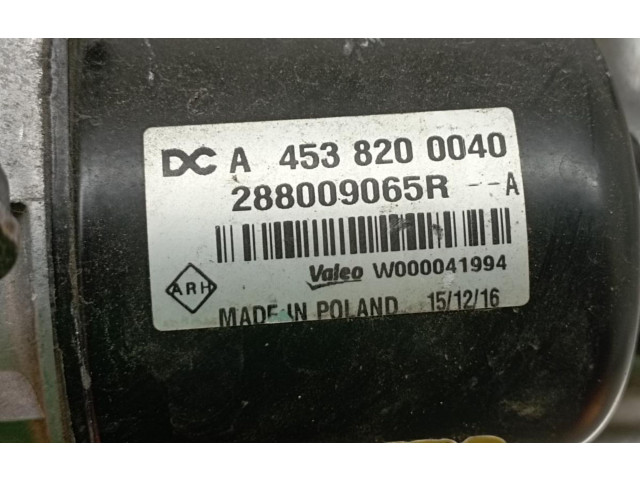 DC A 453 820 0040
288009065R --A
Valeo W000041994
ARH
MADE IN POLAND 15/12/16